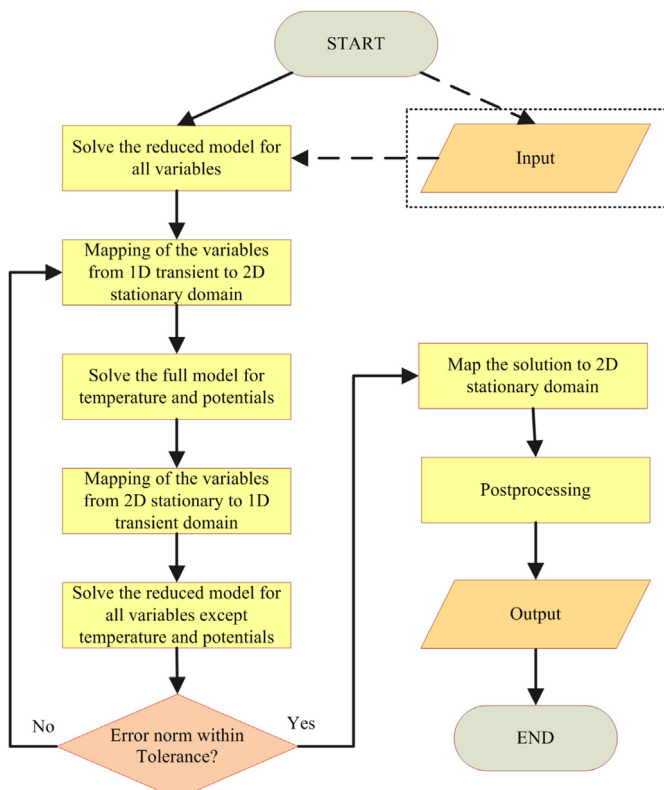 START
Input
Solve the reduced model for
all variables
Mapping of the variables
from 1D transient to 2D
stationary domain
Solve the full model for
temperature and potentials
Mapping of the variables
from 2D stationary to 1D
transient domain
Solve the reduced model for
all variables except
temperature and potentials
Error norm within
Tolerance?
No
Yes
Map the solution to 2D
stationary domain
Postprocessing
Output
END